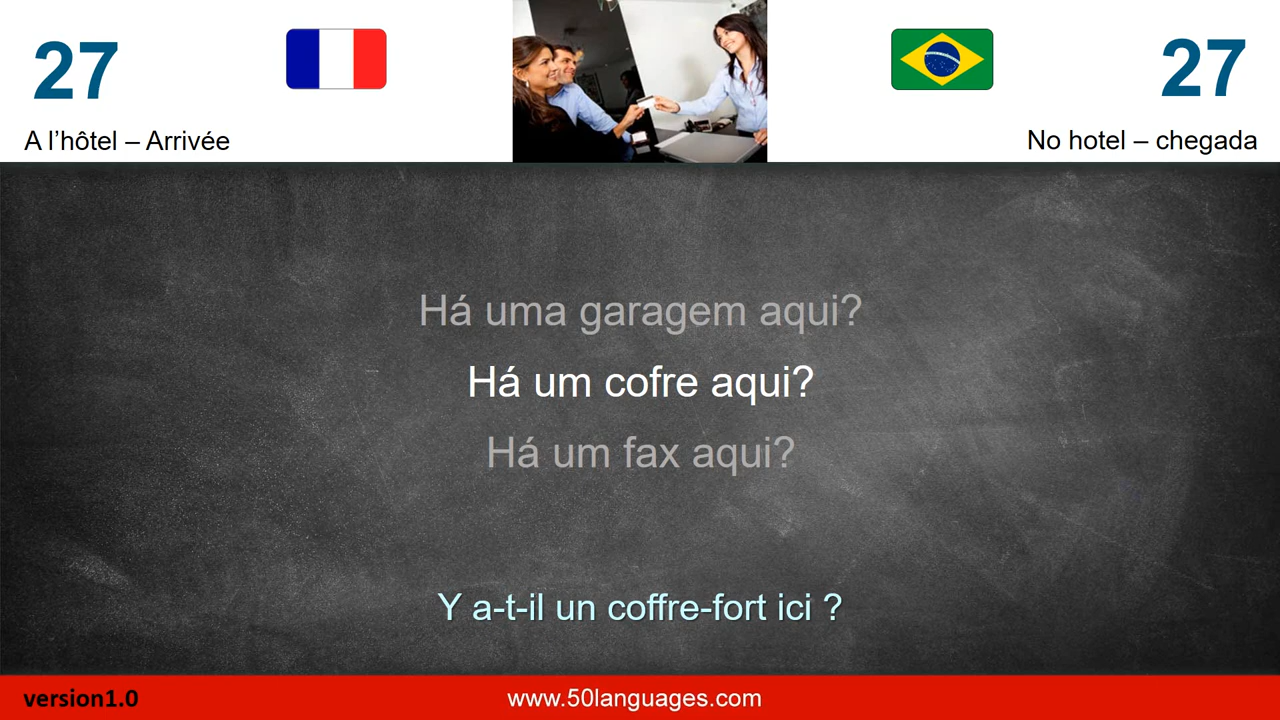 27
27
A l’hôtel – Arrivée
No hotel – chegada
Há uma garagem aqui?
Há um cofre aqui?
Há um fax aqui?
Y a-t-il un coffre-fort ici ?
version1.0
www.50languages.com